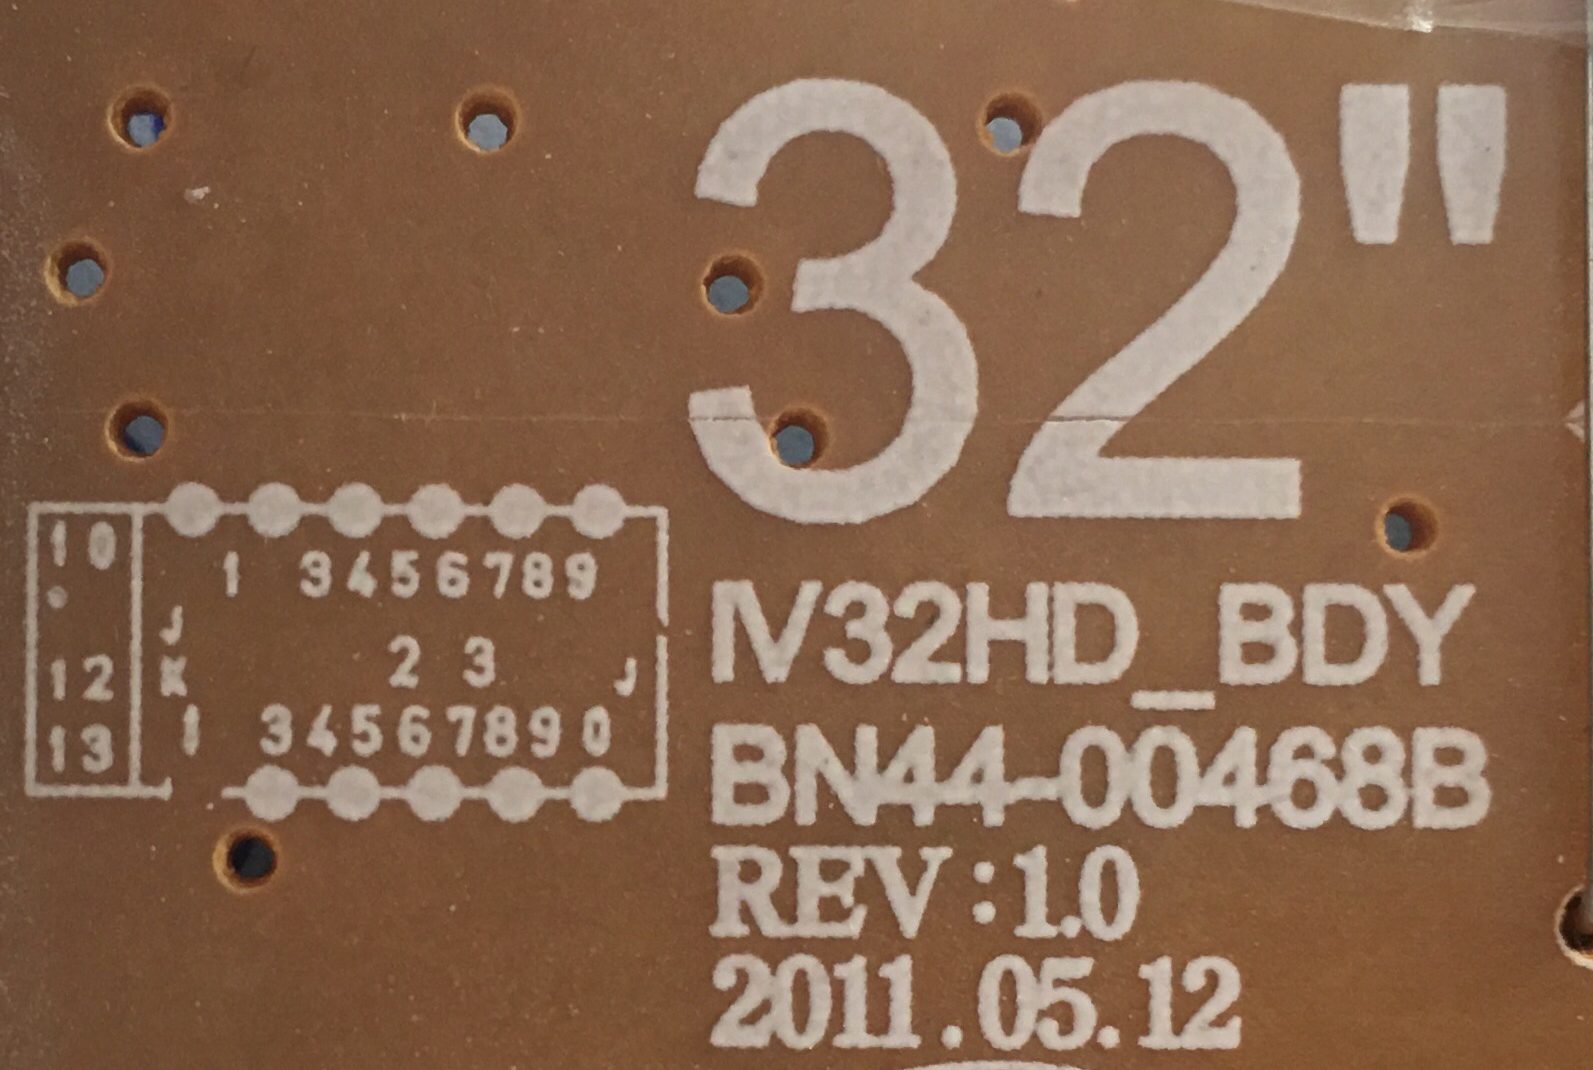 32"
10
12
13
J
K
1 3456789
2 3
J
1 34567890
IV32HD_BDY
BN44-00468B
REV:1.0
2011.05.12